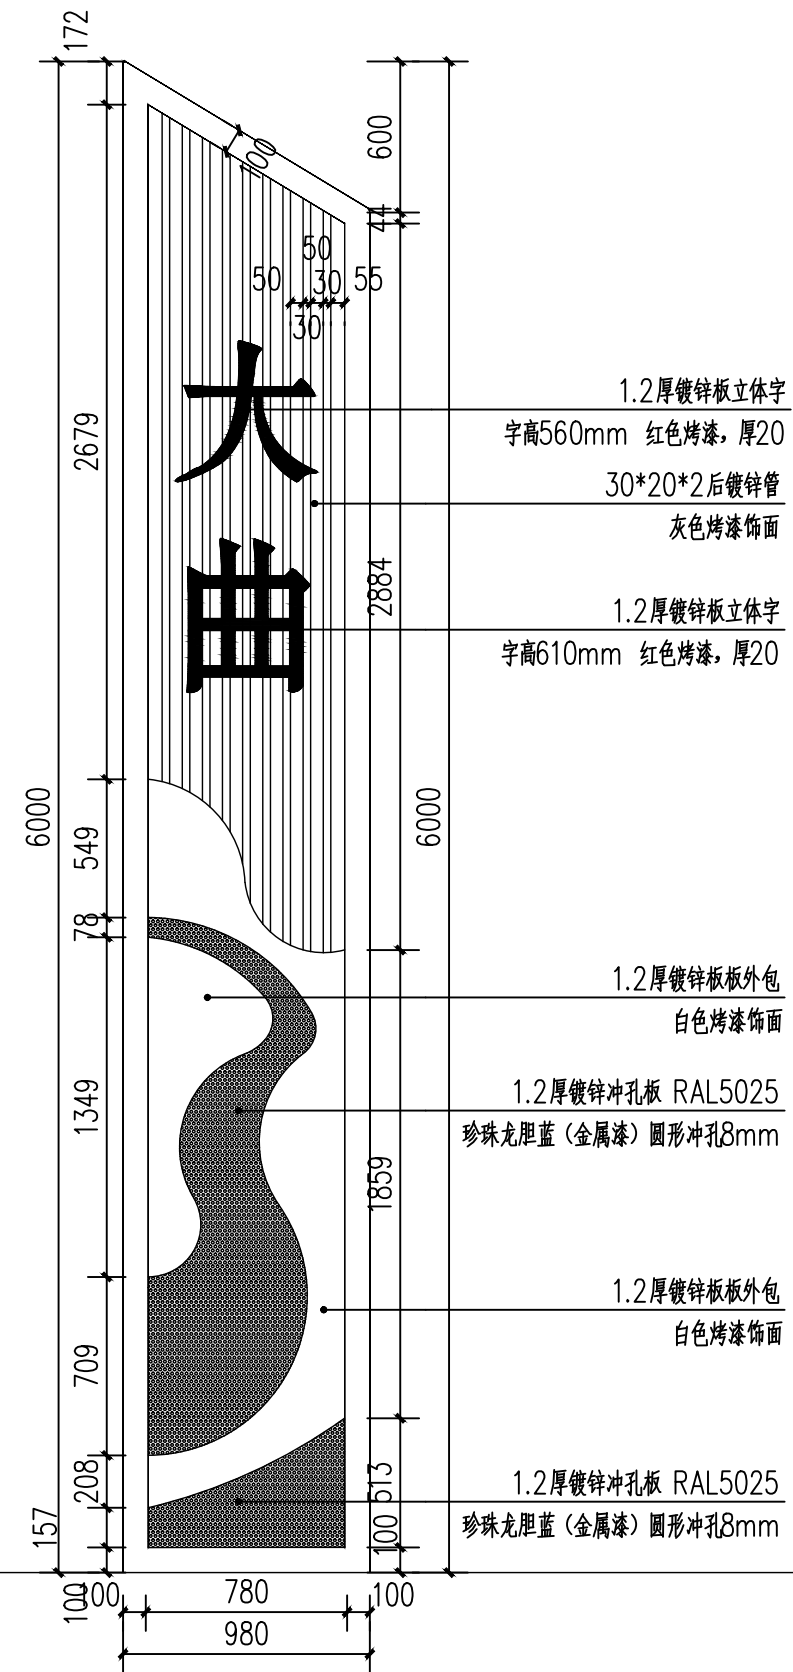 172
600
100
44
50
50
30
55
30
大
曲
2679
1.2厚镀锌板立体字
字高560mm 红色烤漆，厚20
30*20*2后镀锌管
灰色烤漆饰面
2884
1.2厚镀锌板立体字
字高610mm 红色烤漆，厚20
6000
6000
549
78
1.2厚镀锌板板外包
白色烤漆饰面
1349
1.2厚镀锌冲孔板 RAL5025
珍珠龙胆蓝（金属漆）圆形冲孔8mm
1859
1.2厚镀锌板板外包
白色烤漆饰面
709
208
513
1.2厚镀锌冲孔板 RAL5025
珍珠龙胆蓝（金属漆）圆形冲孔8mm
157
100
100
100
780
100
980